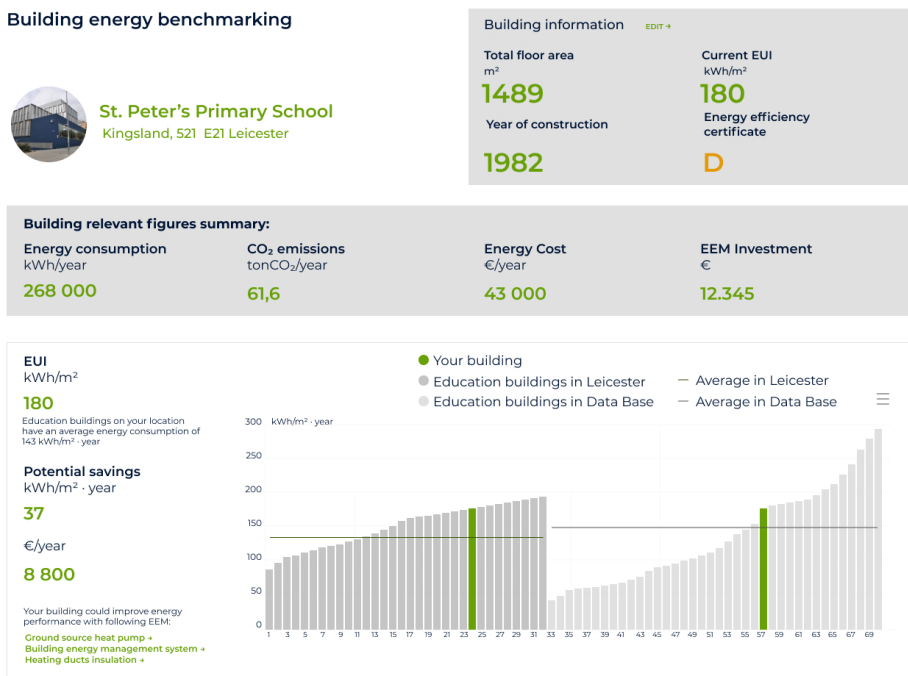 Building energy benchmarking
St. Peter's Primary School
Kingsland, 521 E21 Leicester
Building information EDIT →
Total floor area
m²
1489
Current EUI
kWh/m²
180
Year of construction
1982
Energy efficiency
certificate
D
Building relevant figures summary:
Energy consumption
kWh/year
268 000
CO₂ emissions
tonCO₂/year
61,6
Energy Cost
€/year
43 000
EEM Investment
€
12.345
EUI
kWh/m²
180
Education buildings on your location
have an average energy consumption of
143 kWh/m² · year
Potential savings
kWh/m² · year
37
€/year
8 800
Your building could improve energy
performance with following EEM:
Ground source heat pump →
Building energy management system →
Heating ducts insulation →
Your building
Education buildings in Leicester
Education buildings in Data Base
Average in Leicester
Average in Data Base
kWh/m² · year
300
250
200
150
100
50
0
1 3 5 7 9 11 13 15 17 19 21 23 25 27 29 31 33 35 37 39 41 43 45 47 49 51 53 55 57 59 61 63 65 67 69